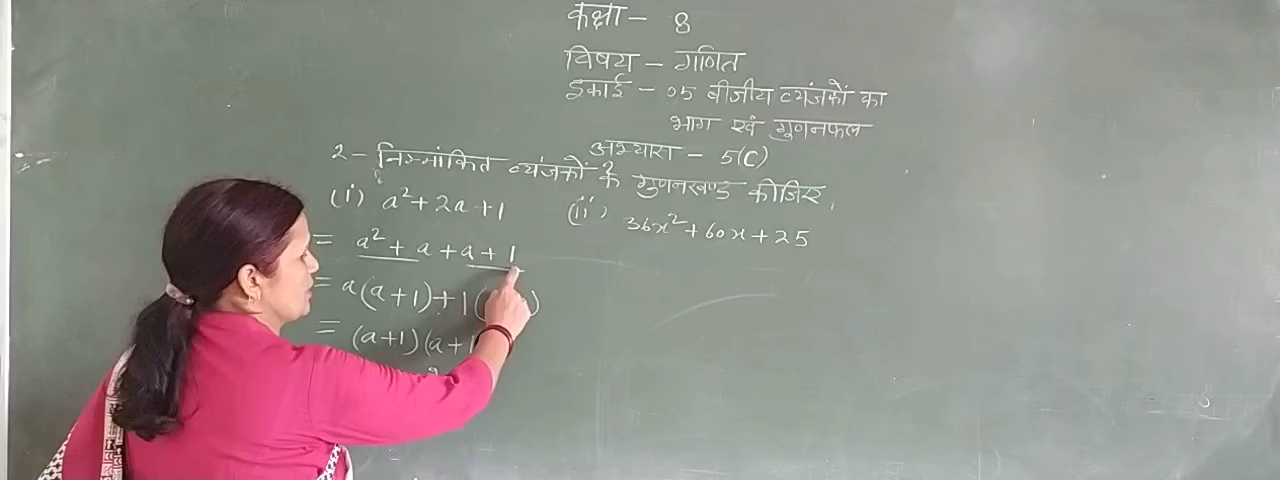 कक्षा - 8
विषय - गणित
इकाई - 05 बीजीय व्यंजकों का
भाग एवं गुणनफल
अभ्यास - 5(C)
2- निम्नांकित व्यंजकों के गुणनखण्ड कीजिए,
(i) a² + 2a + 1 (ii) 36x² + 60x + 25
= a² + a + a + 1
= a(a+1) + 1( )
= (a+1)(a+1